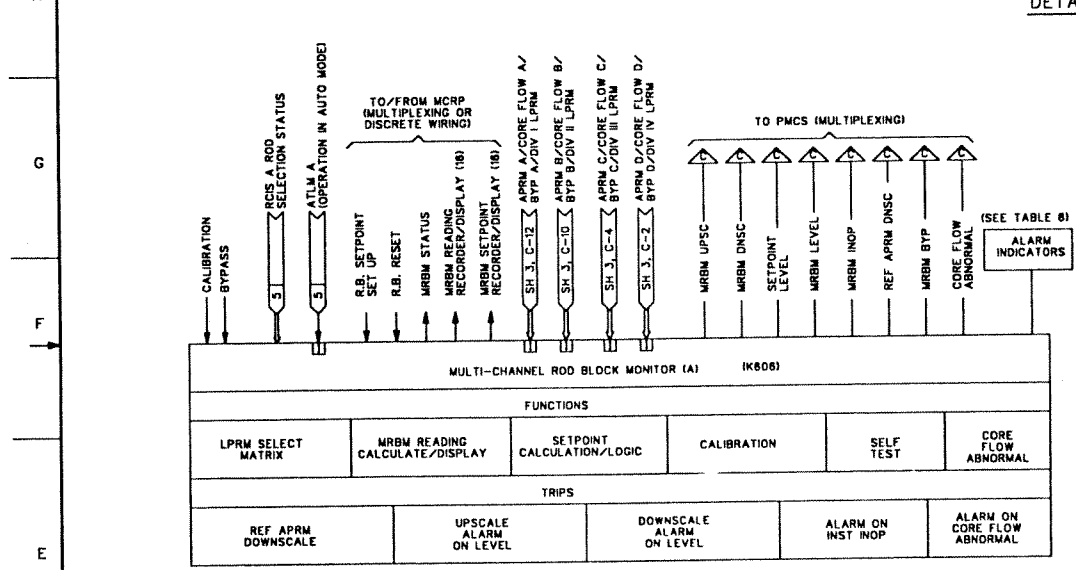 DETA
G
F
E
CALIBRATION
BYPASS
RCIS A ROD
SELECTION STATUS
5
ATLM A
(OPERATION IN AUTO MODE)
5
TO/FROM MCRP
(MULTIPLEXING OR
DISCRETE WIRING)
R.B. SETPOINT
SET UP
R.B. RESET
MRBM STATUS
MRBM READING
RECORDER/DISPLAY (16)
MRBM SETPOINT
RECORDER/DISPLAY (16)
APRM A/CORE FLOW A/
BYP A/DIV I LPRM
SH 3, C-12
APRM B/CORE FLOW B/
BYP B/DIV II LPRM
SH 3, C-10
APRM C/CORE FLOW C/
BYP C/DIV III LPRM
SH 3, C-4
APRM D/CORE FLOW D/
BYP D/DIV IV LPRM
SH 3, C-2
TO PMCS (MULTIPLEXING)
C C C C C C C C
MRBM UPSC
MRBM DNSC
SETPOINT
LEVEL
MRBM LEVEL
MRBM INOP
REF APRM DNSC
MRBM BYP
CORE FLOW
ABNORMAL
(SEE TABLE 6)
ALARM
INDICATORS
MULTI-CHANNEL ROD BLOCK MONITOR (A) (K606)
FUNCTIONS
LPRM SELECT
MATRIX
MRBM READING
CALCULATE/DISPLAY
SETPOINT
CALCULATION/LOGIC
CALIBRATION
SELF
TEST
CORE
FLOW
ABNORMAL
TRIPS
REF APRM
DOWNSCALE
UPSCALE
ALARM
ON LEVEL
DOWNSCALE
ALARM
ON LEVEL
ALARM ON
INST INOP
ALARM ON
CORE FLOW
ABNORMAL